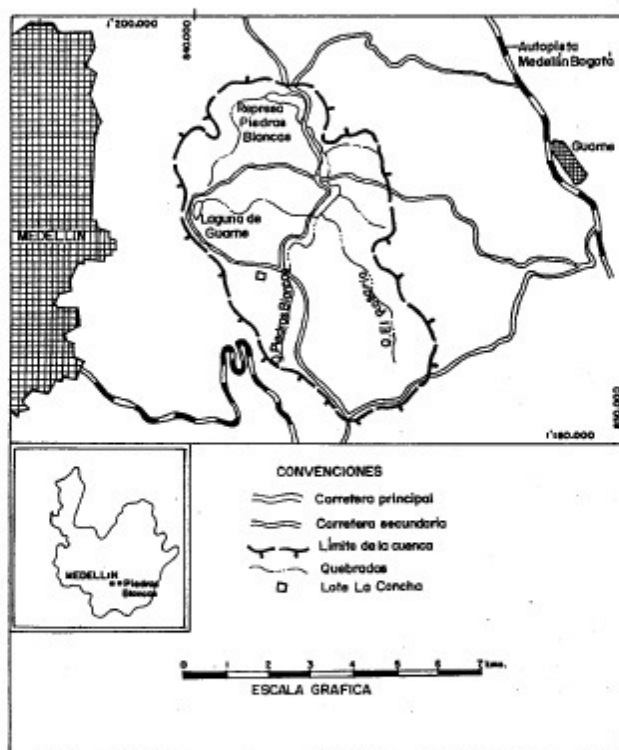 1'200.000
840.000
Autopista
Medellín Bogotá
Represa
Piedras
Blancas
Guarne
Laguna de
Guarne
MEDELLIN
Q. Piedras Blancas
Q. El Rosario
850.000
1'180.000
CONVENCIONES
Carretera principal
Carretera secundaria
Límite de la cuenca
Quebradas
Lote La Concha
MEDELLIN
Piedras
Blancas
0 1 2 3 4 5 6 7 kms.
ESCALA GRAFICA